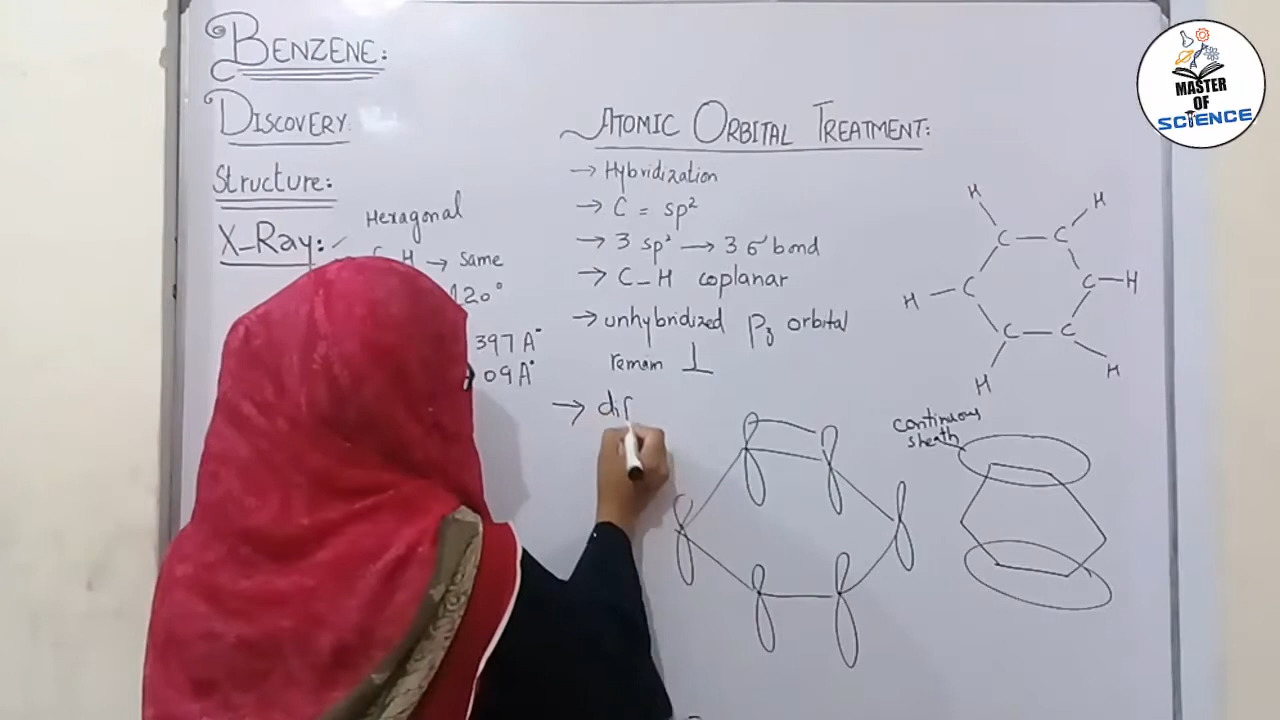 BENZENE:
DISCOVERY
Structure:
X-Ray:
Hexagonal
H → same
120°
397 A°
09 A°
ATOMIC ORBITAL TREATMENT:
→ Hybridization
→ C = sp²
→ 3 sp² → 3 σ bond
→ C-H coplanar
→ unhybridized pz orbital
remain ⊥
→ dif
H
H
C — C
H — C
C — H
C — C
H
H
continuous
sheath
MASTER
OF
SCIENCE